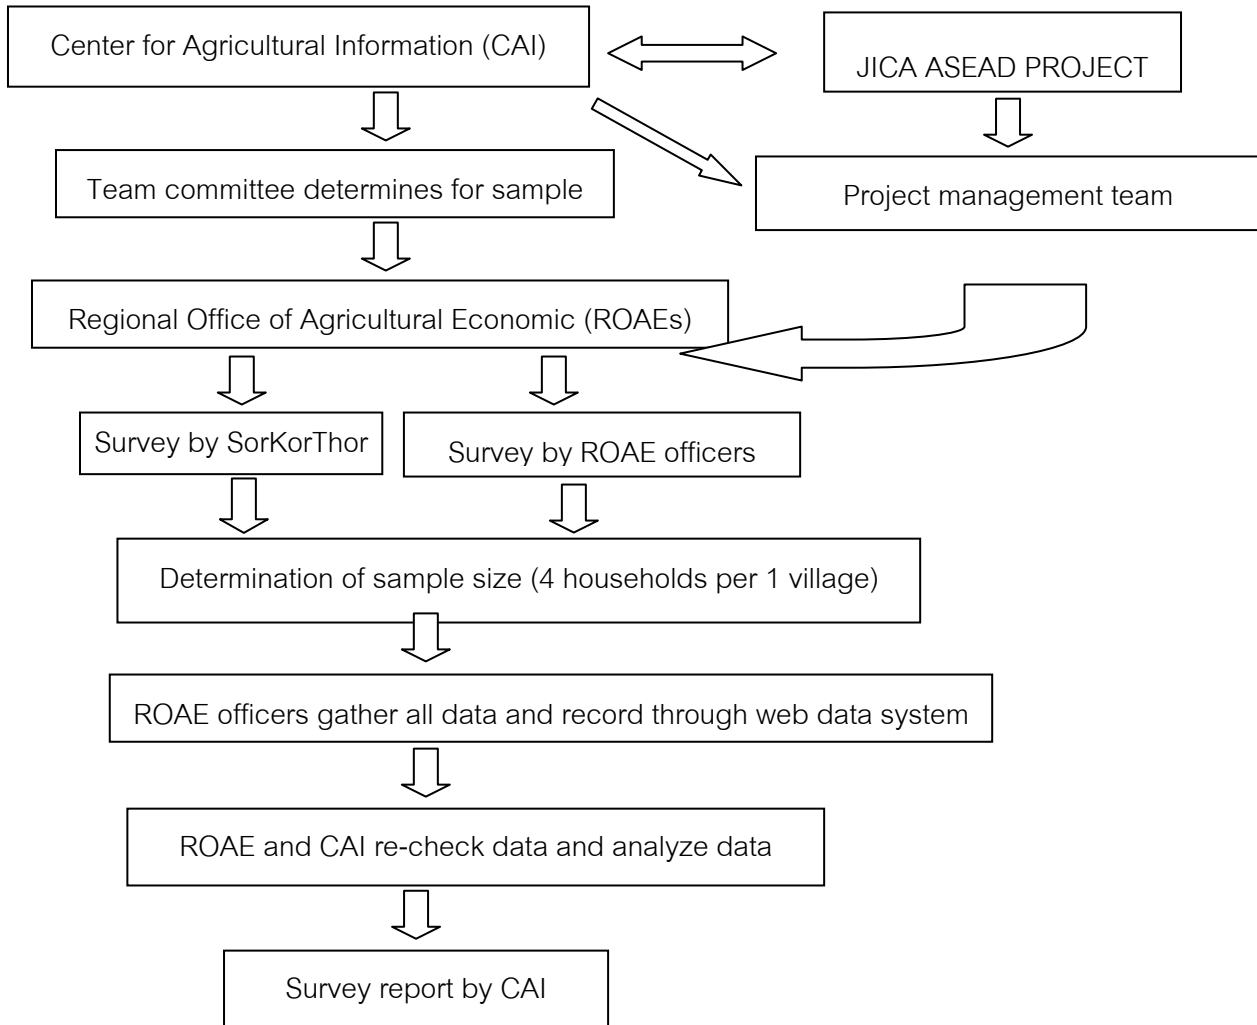 Center for Agricultural Information (CAI)
JICA ASEAD PROJECT
Team committee determines for sample
Project management team
Regional Office of Agricultural Economic (ROAEs)
Survey by SorKorThor
Survey by ROAE officers
Determination of sample size (4 households per 1 village)
ROAE officers gather all data and record through web data system
ROAE and CAI re-check data and analyze data
Survey report by CAI